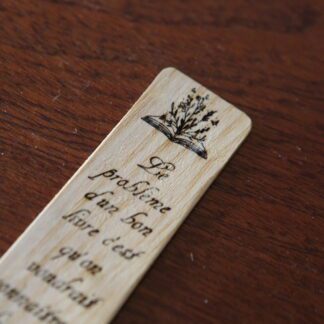 Le
problème
d'un bon
livre c'est
qu'on
voudrait